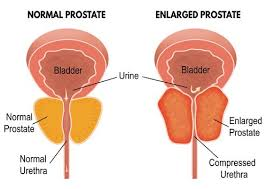 NORMAL PROSTATE
ENLARGED PROSTATE
Bladder
Urine
Bladder
Normal
Prostate
Enlarged
Prostate
Normal
Urethra
Compressed
Urethra